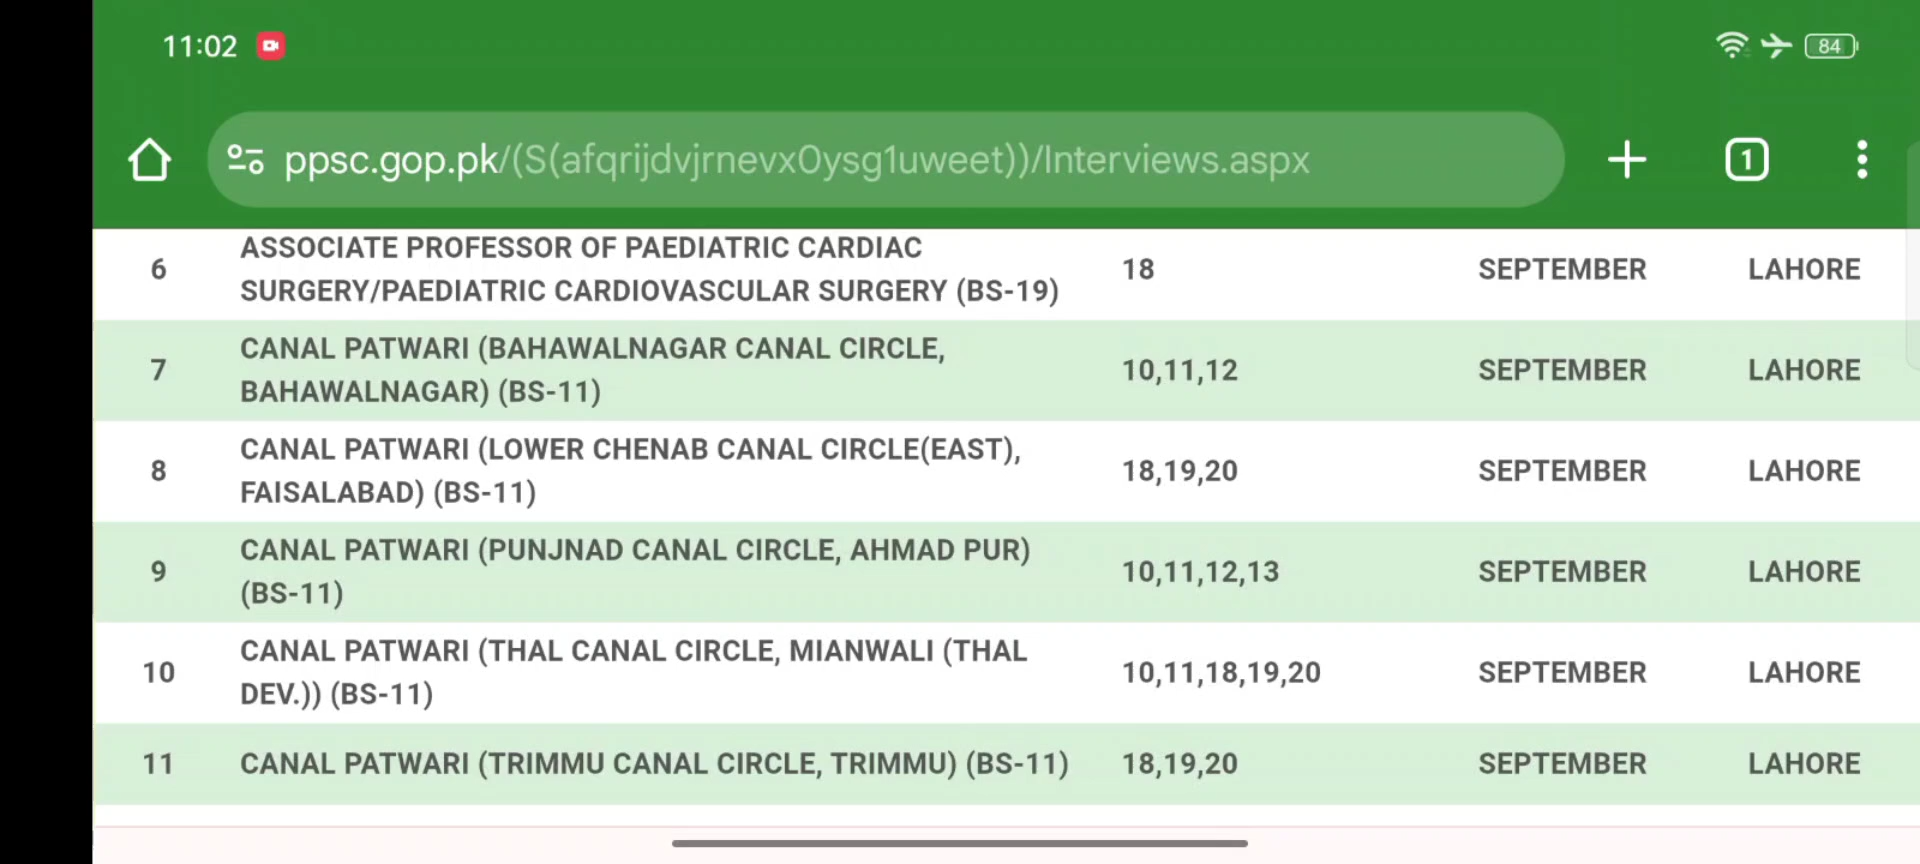 11:02
84
ppsc.gop.pk/(S(afqrijdvjrnevx0ysg1uweet))/Interviews.aspx
1
6 ASSOCIATE PROFESSOR OF PAEDIATRIC CARDIAC SURGERY/PAEDIATRIC CARDIOVASCULAR SURGERY (BS-19) 18 SEPTEMBER LAHORE
7 CANAL PATWARI (BAHAWALNAGAR CANAL CIRCLE, BAHAWALNAGAR) (BS-11) 10,11,12 SEPTEMBER LAHORE
8 CANAL PATWARI (LOWER CHENAB CANAL CIRCLE(EAST), FAISALABAD) (BS-11) 18,19,20 SEPTEMBER LAHORE
9 CANAL PATWARI (PUNJNAD CANAL CIRCLE, AHMAD PUR) (BS-11) 10,11,12,13 SEPTEMBER LAHORE
10 CANAL PATWARI (THAL CANAL CIRCLE, MIANWALI (THAL DEV.)) (BS-11) 10,11,18,19,20 SEPTEMBER LAHORE
11 CANAL PATWARI (TRIMMU CANAL CIRCLE, TRIMMU) (BS-11) 18,19,20 SEPTEMBER LAHORE